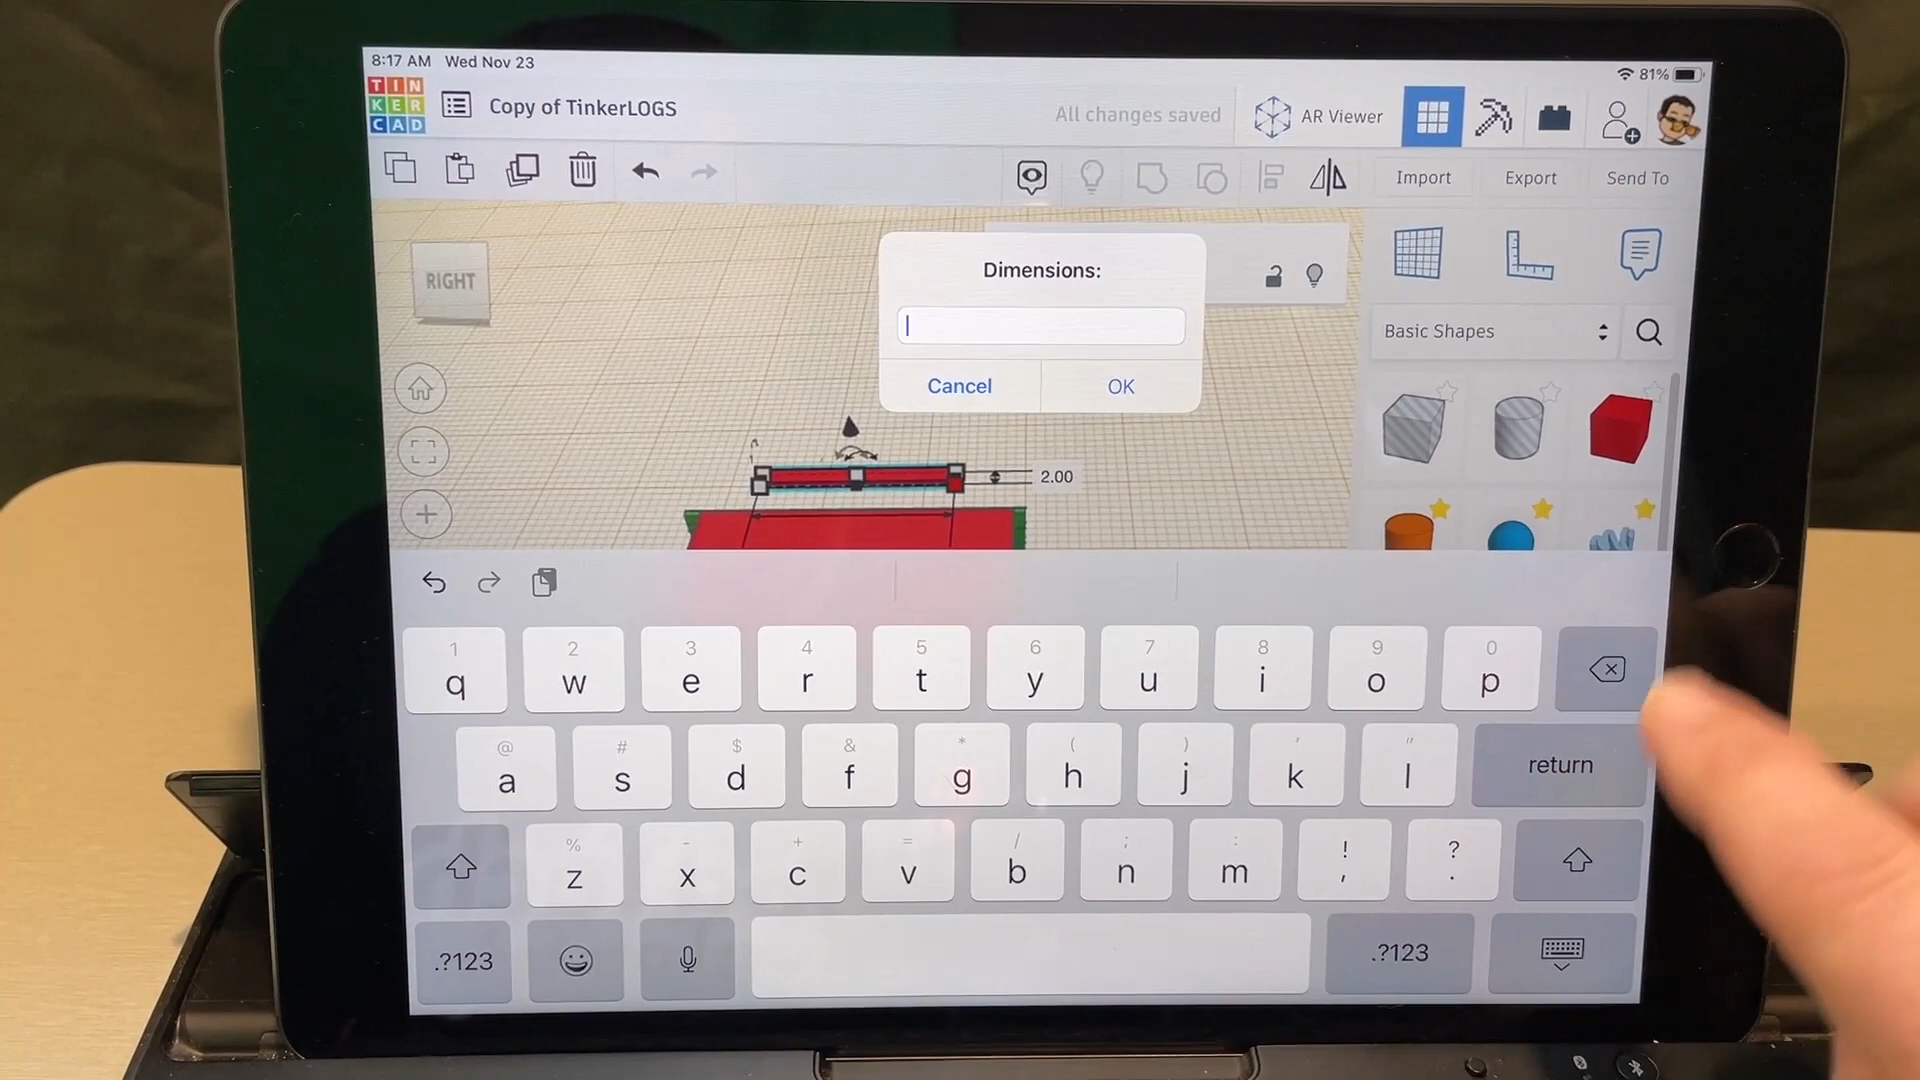 8:17 AM Wed Nov 23
81%
TIN
KER
CAD
Copy of TinkerLOGS
All changes saved
AR Viewer
Import
Export
Send To
RIGHT
Dimensions:
Cancel
OK
Basic Shapes
2.00
1 2 3 4 5 6 7 8 9 0
q w e r t y u i o p
@ # $ & * ( ) ' "
a s d f g h j k l return
% - + = / ; : ! ?
z x c v b n m , .
.?123 .?123